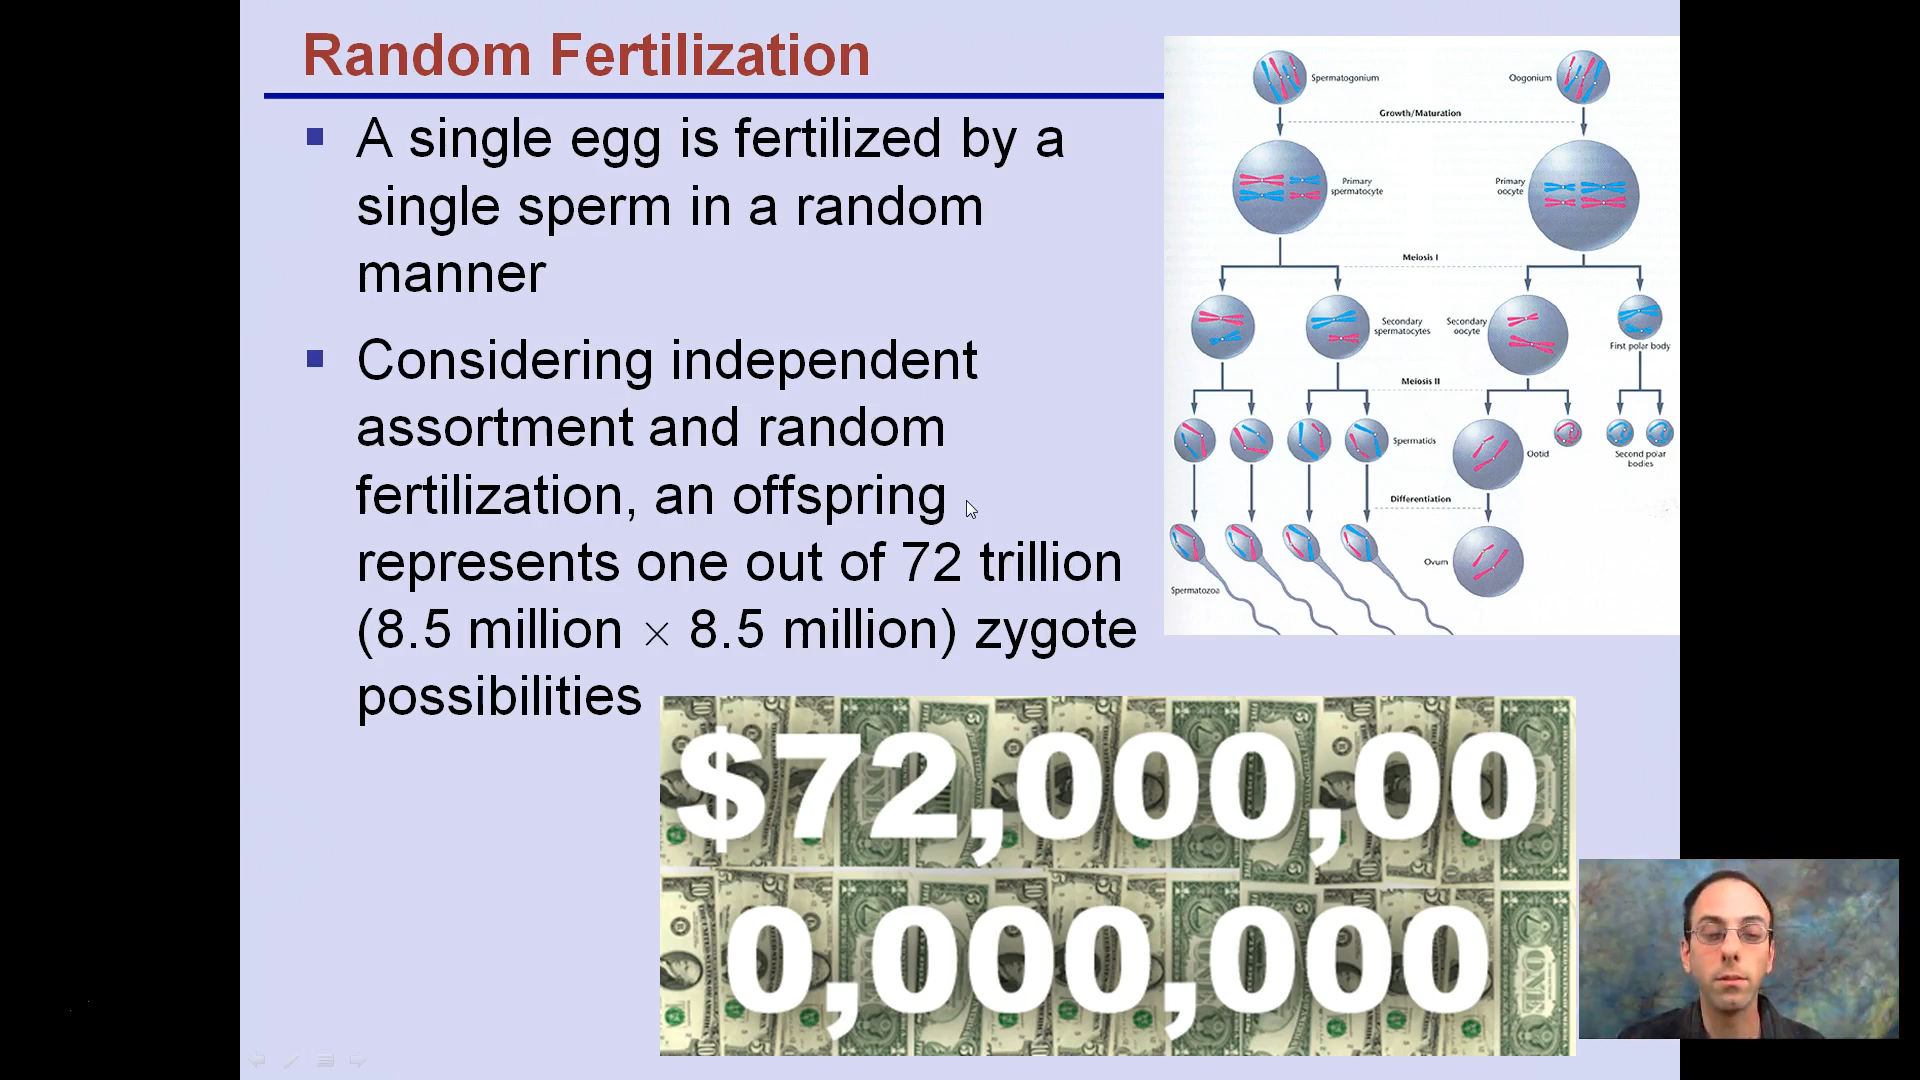 Random Fertilization
A single egg is fertilized by a
single sperm in a random
manner
Considering independent
assortment and random
fertilization, an offspring
represents one out of 72 trillion
(8.5 million × 8.5 million) zygote
possibilities
Spermatogonium
Oogonium
Growth/Maturation
Primary
spermatocyte
Primary
oocyte
Meiosis I
Secondary
spermatocytes
Secondary
oocyte
First polar body
Meiosis II
Spermatids
Ootid
Second polar
bodies
Differentiation
Ovum
Spermatozoa
$72,000,00
0,000,000